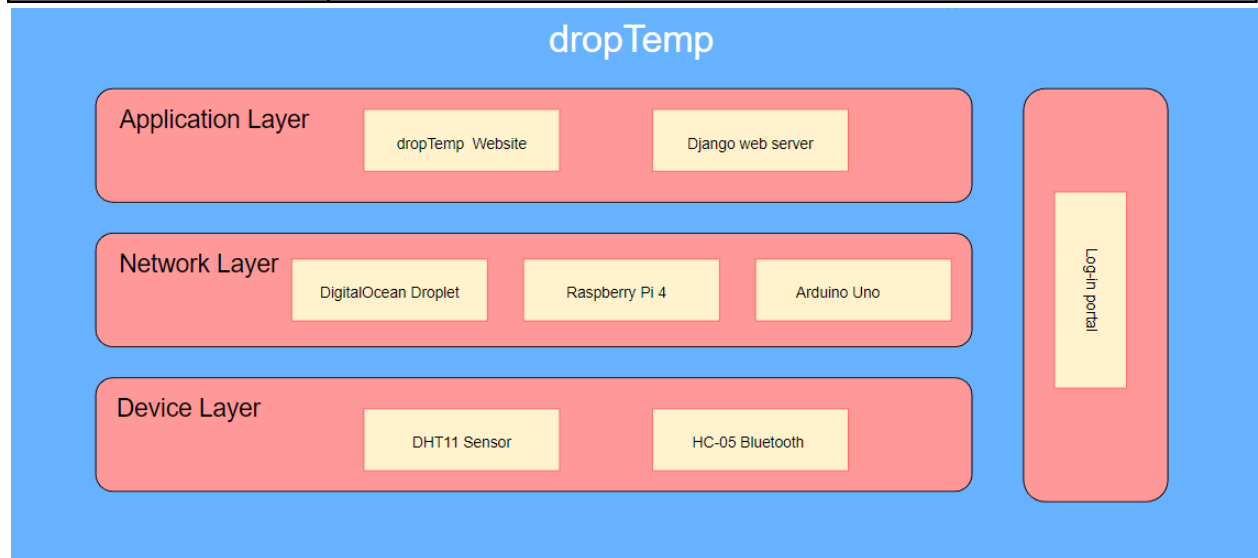 dropTemp
Application Layer
dropTemp Website
Django web server
Network Layer
DigitalOcean Droplet
Raspberry Pi 4
Arduino Uno
Device Layer
DHT11 Sensor
HC-05 Bluetooth
Log-in portal